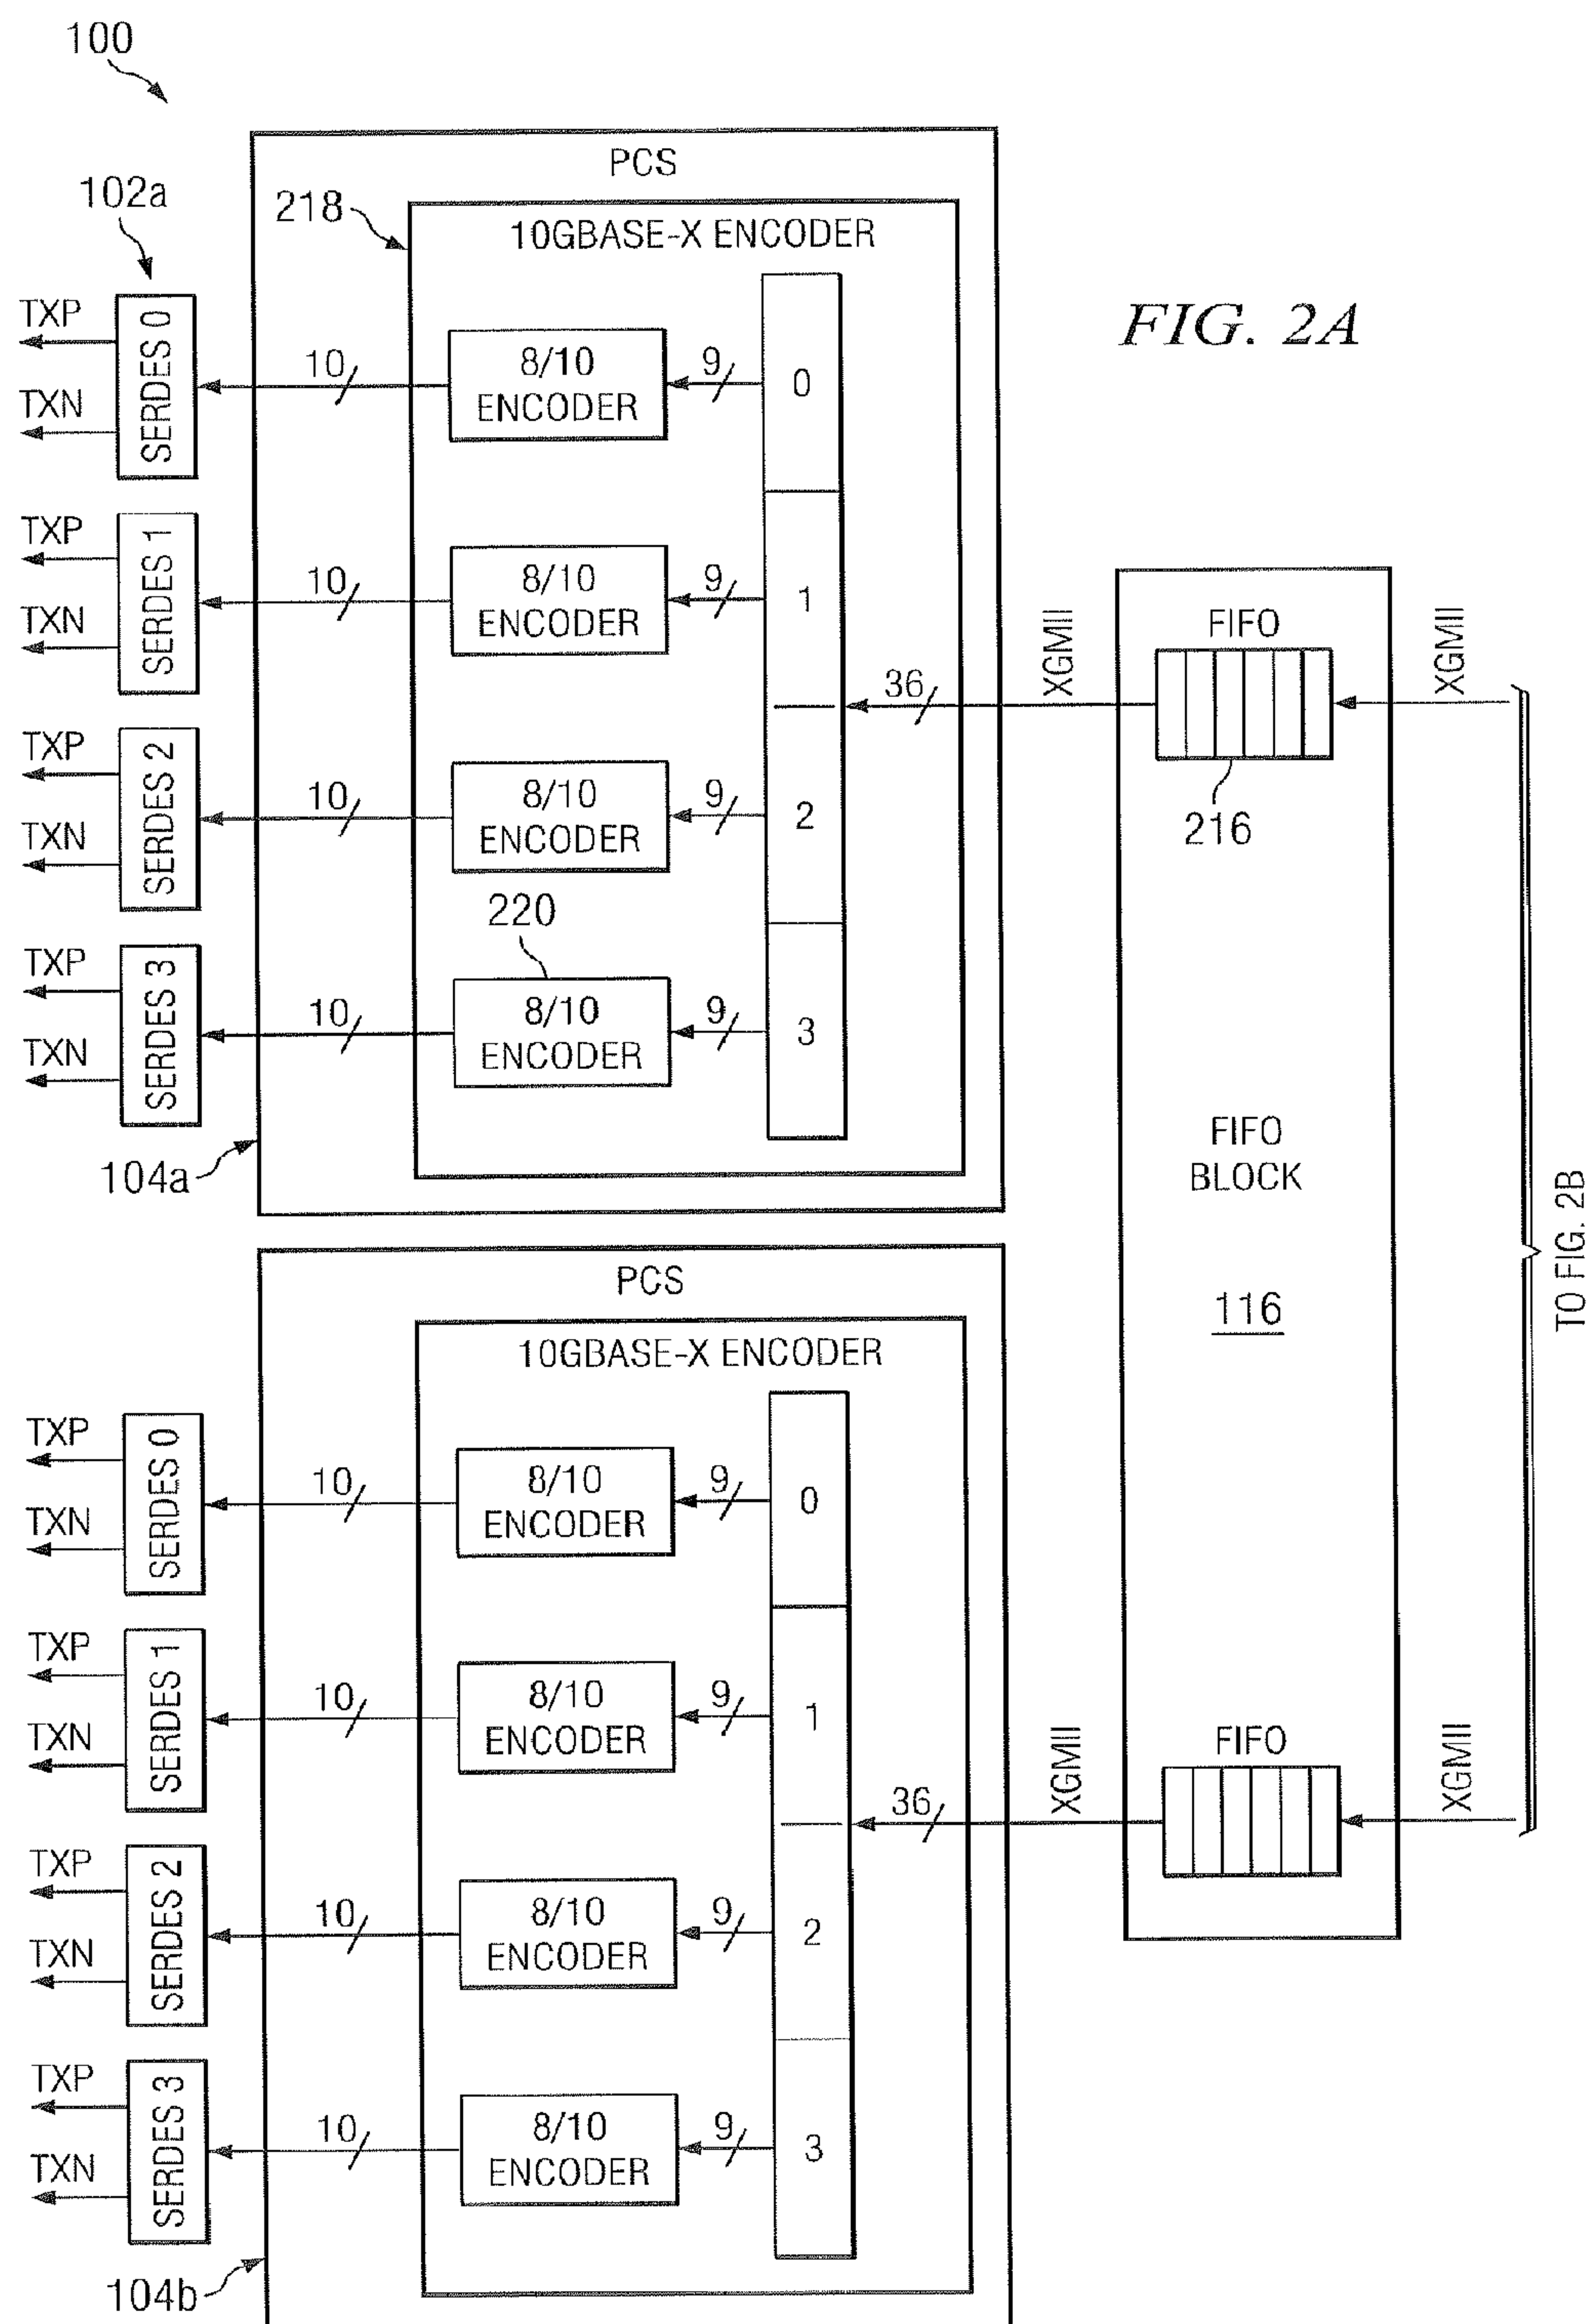 100
FIG. 2A
PCS
102a
218
10GBASE-X ENCODER
TXP
TXN
SERDES 0
10
8/10
ENCODER
9
0
TXP
TXN
SERDES 1
10
8/10
ENCODER
9
1
TXP
TXN
SERDES 2
10
8/10
ENCODER
9
2
220
TXP
TXN
SERDES 3
10
8/10
ENCODER
9
3
104a
36
XGMII
FIFO
216
XGMII
FIFO
BLOCK
116
TO FIG. 2B
PCS
10GBASE-X ENCODER
TXP
TXN
SERDES 0
10
8/10
ENCODER
9
0
TXP
TXN
SERDES 1
10
8/10
ENCODER
9
1
TXP
TXN
SERDES 2
10
8/10
ENCODER
9
2
TXP
TXN
SERDES 3
10
8/10
ENCODER
9
3
104b
36
XGMII
FIFO
XGMII